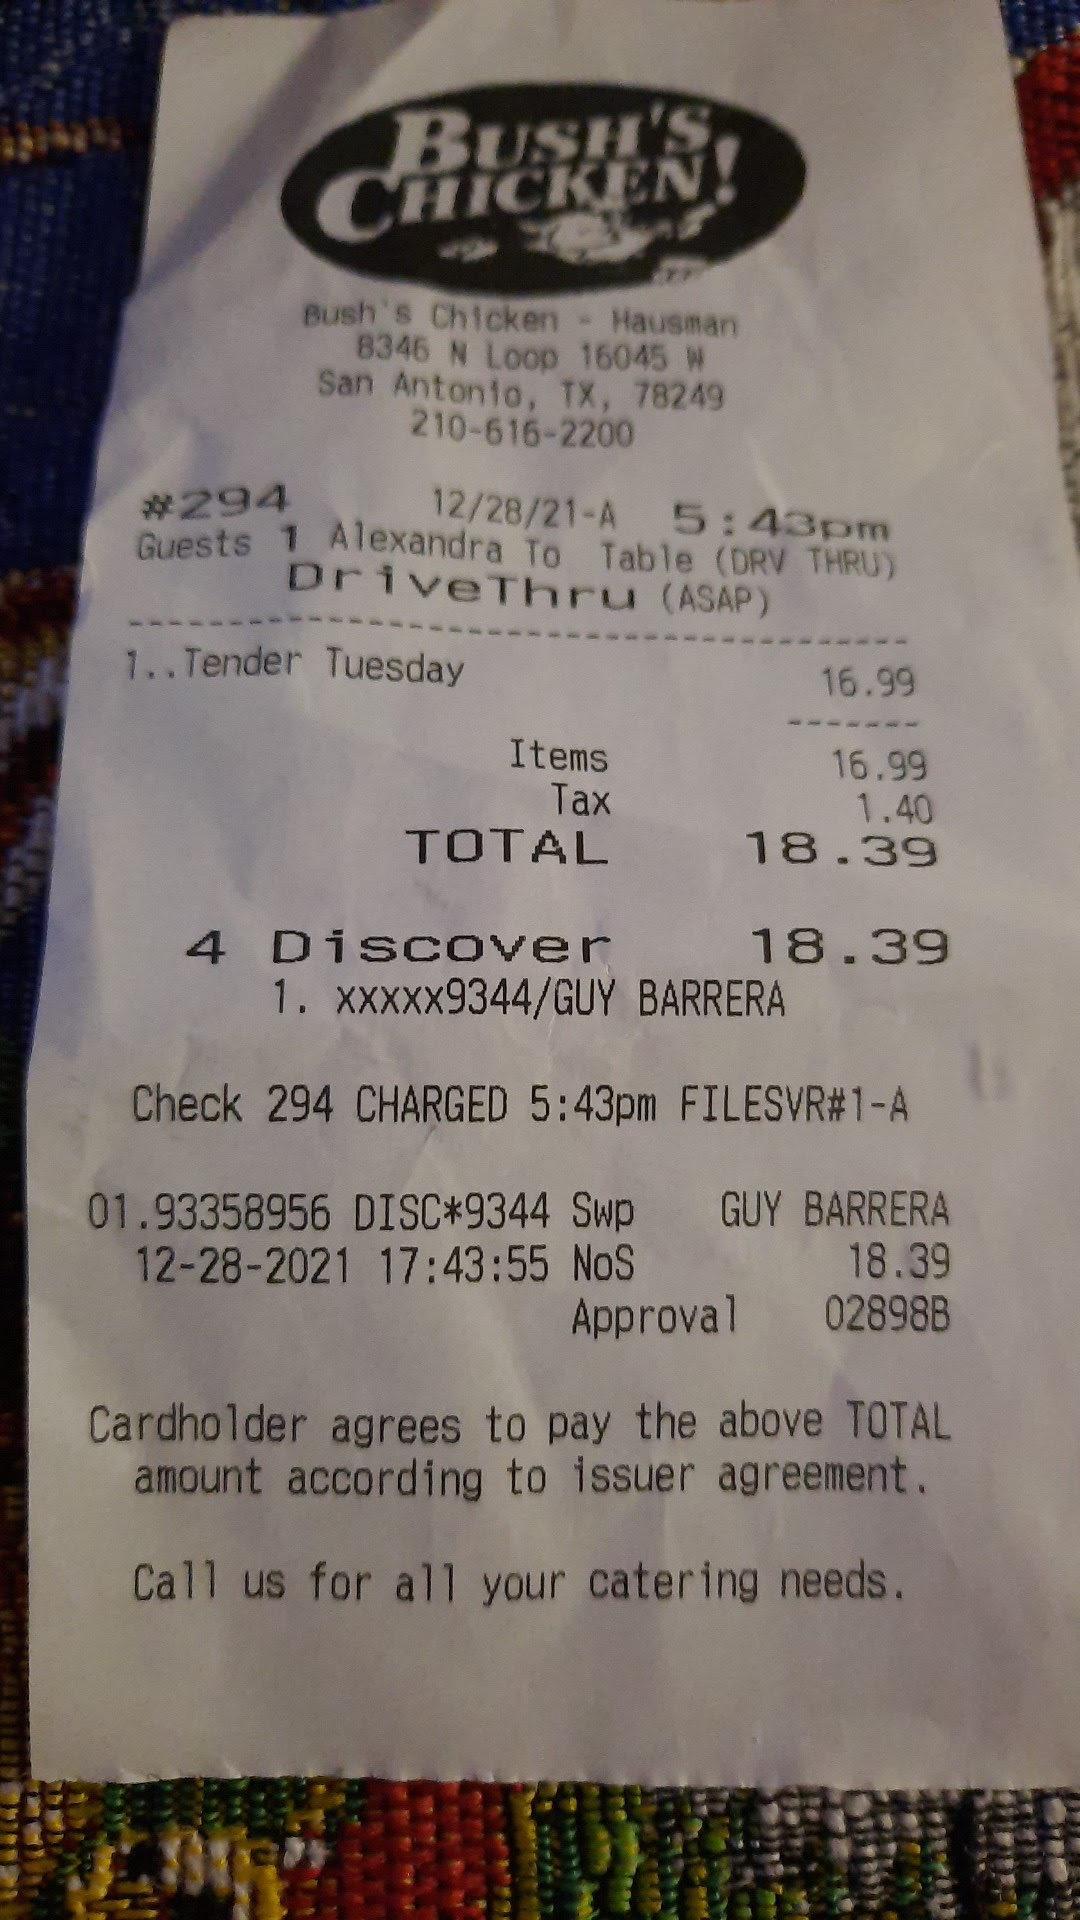 BUSH'S
CHICKEN!
Bush's Chicken - Hausman
8346 N Loop 16045 W
San Antonio, TX, 78249
210-616-2200
#294 12/28/21-A 5:43pm
Guests 1 Alexandra To Table (DRV THRU)
DriveThru (ASAP)
1..Tender Tuesday 16.99
Items 16.99
Tax 1.40
TOTAL 18.39
4 Discover 18.39
1. xxxxx9344/GUY BARRERA
Check 294 CHARGED 5:43pm FILESVR#1-A
01.93358956 DISC*9344 Swp GUY BARRERA
12-28-2021 17:43:55 NoS 18.39
Approval 02898B
Cardholder agrees to pay the above TOTAL
amount according to issuer agreement.
Call us for all your catering needs.